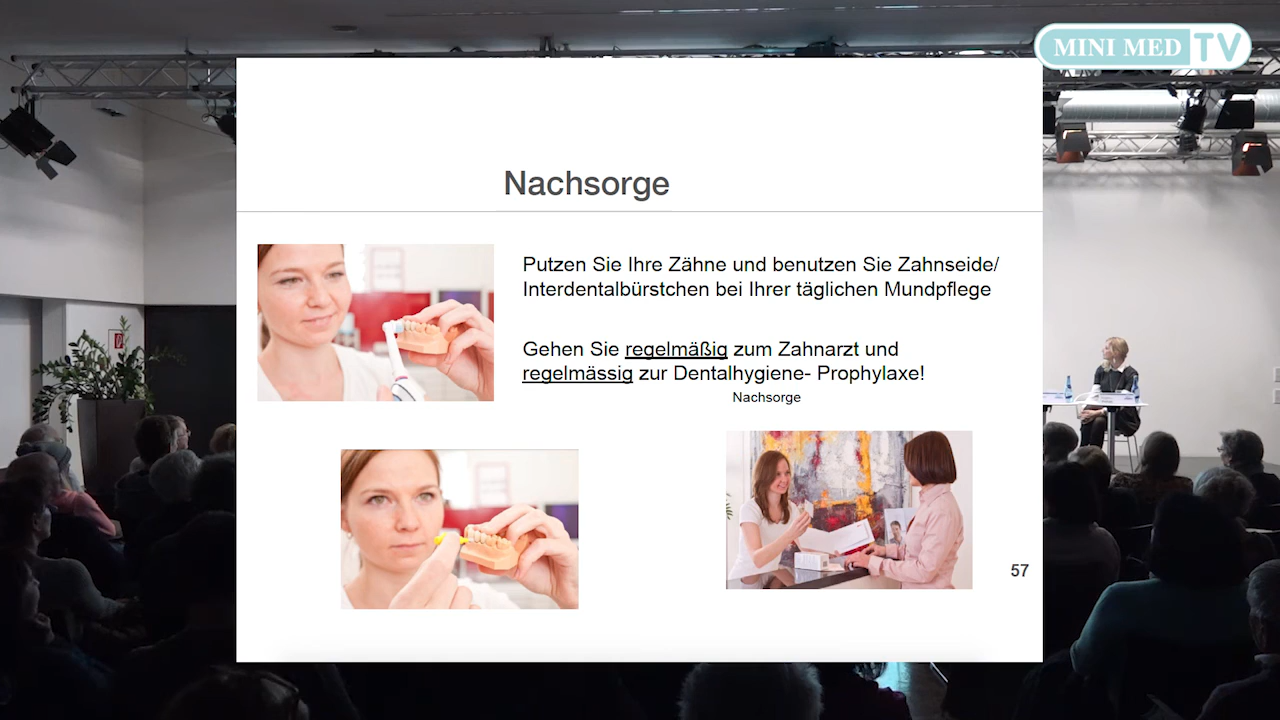 MINI MED TV
Nachsorge
Putzen Sie Ihre Zähne und benutzen Sie Zahnseide/
Interdentalbürstchen bei Ihrer täglichen Mundpflege
Gehen Sie regelmäßig zum Zahnarzt und
regelmässig zur Dentalhygiene- Prophylaxe!
Nachsorge
57